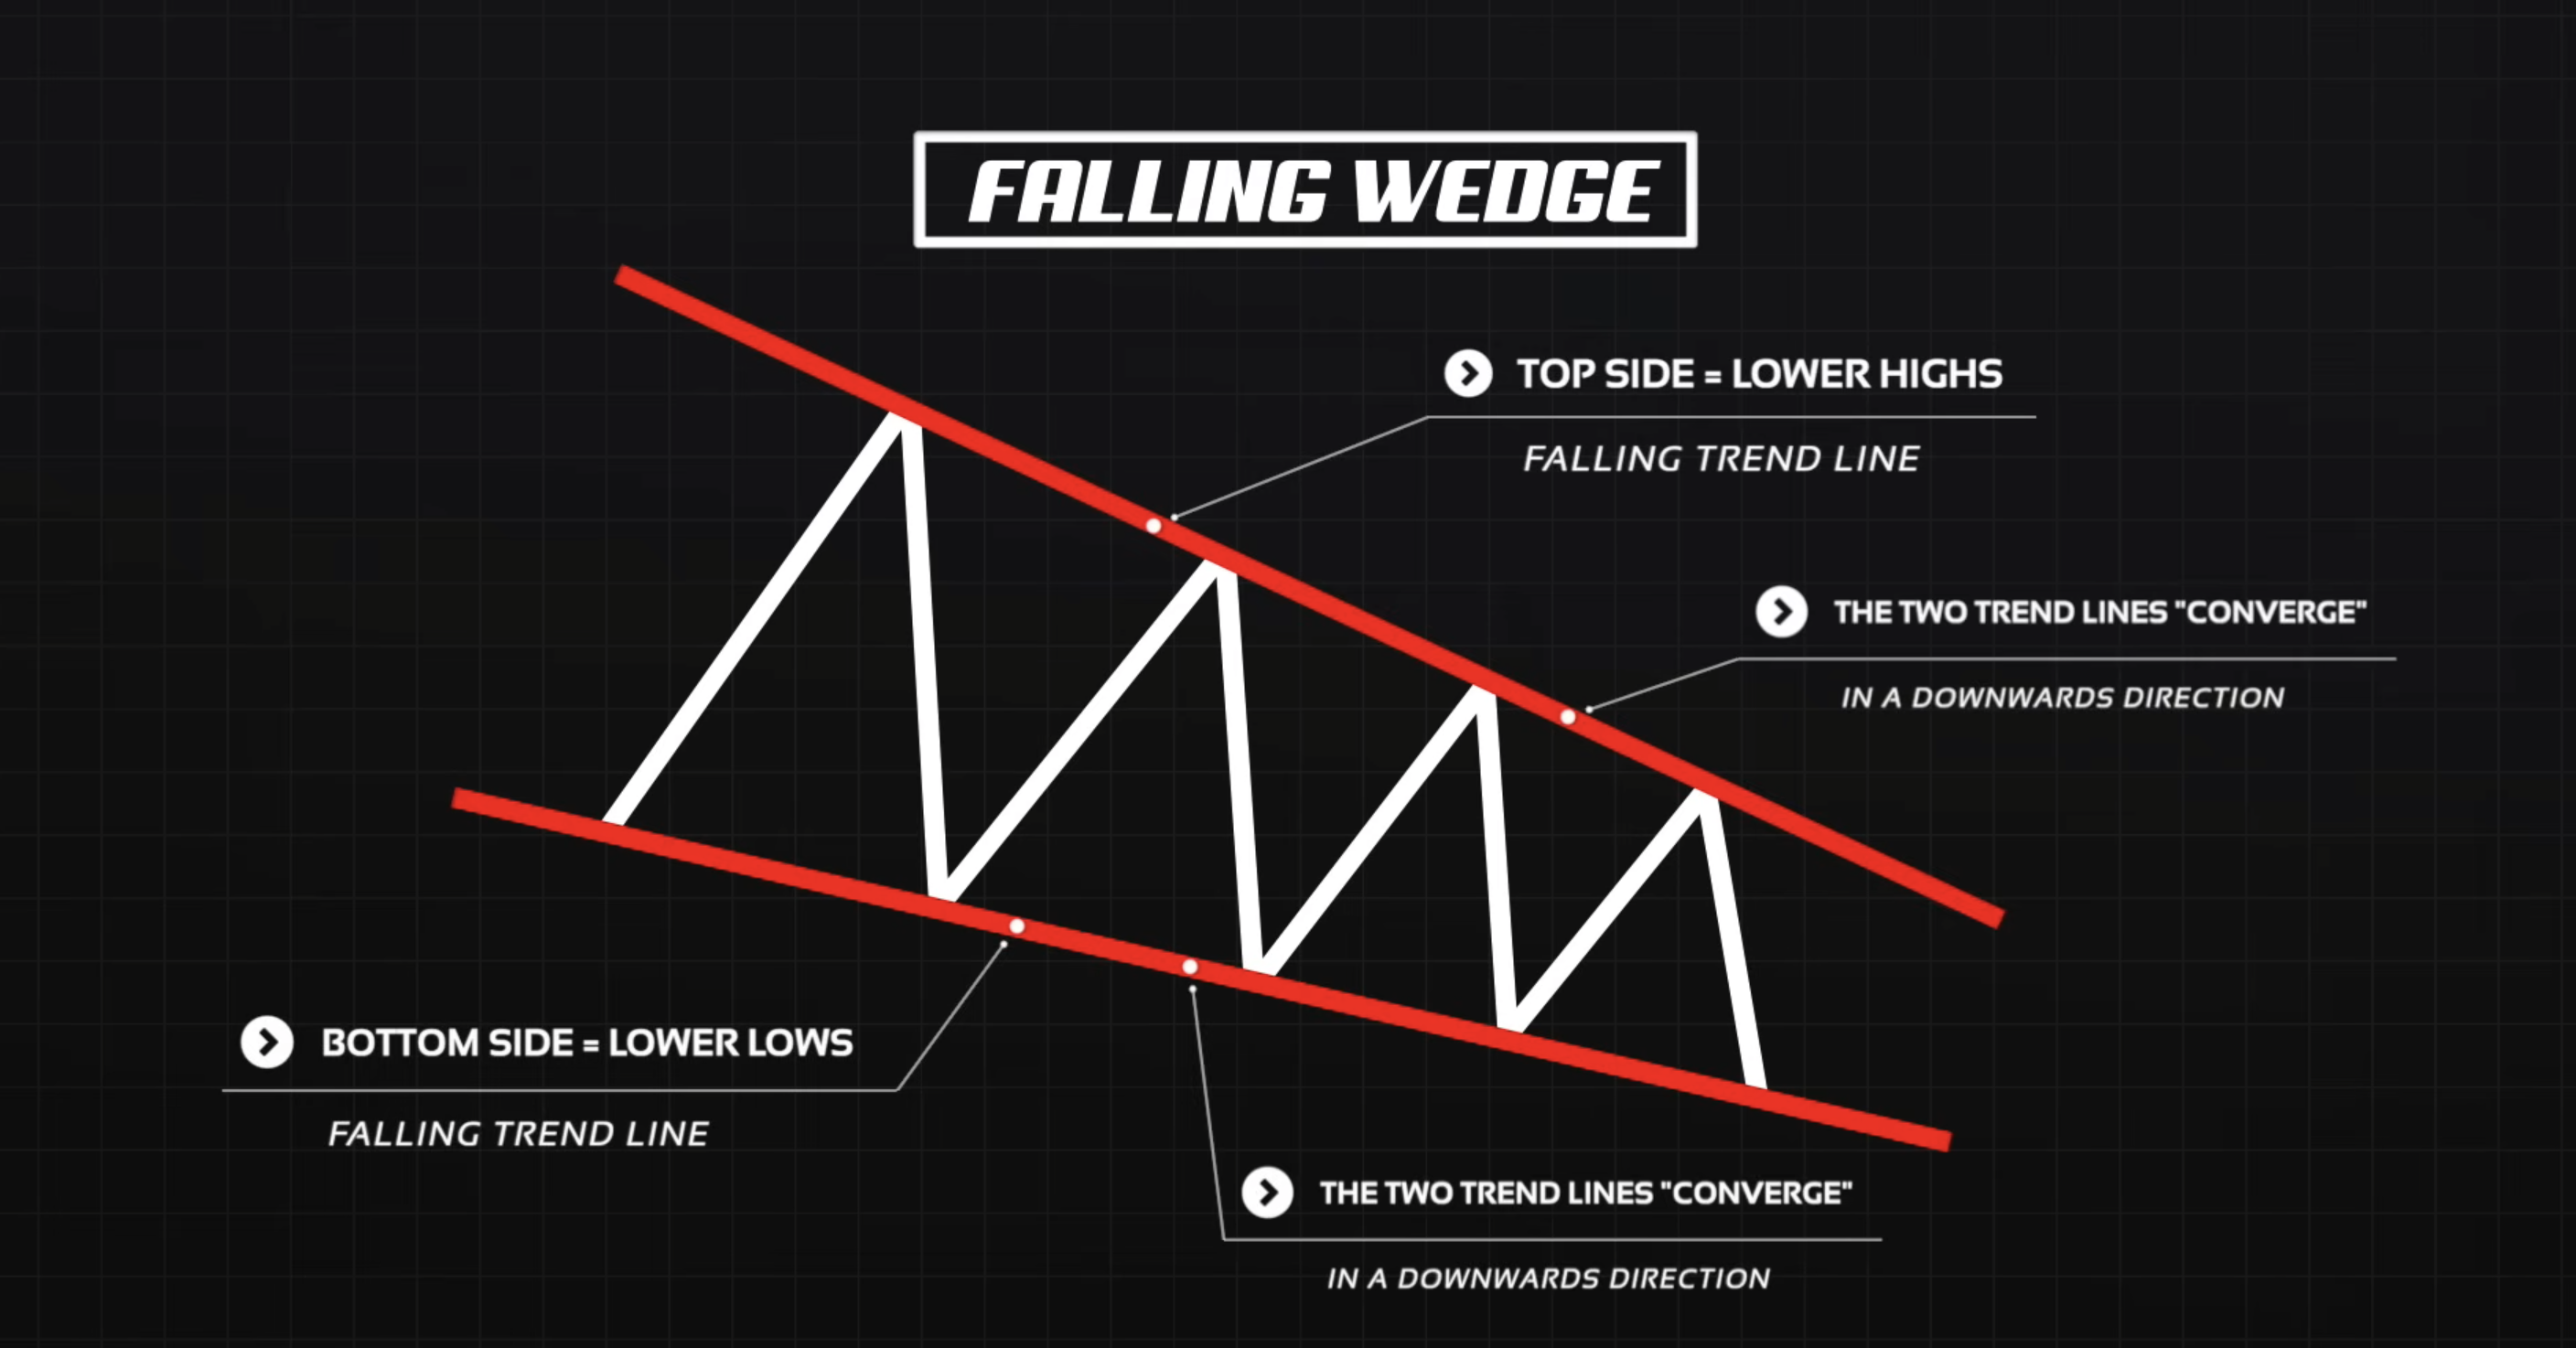 FALLING WEDGE
TOP SIDE = LOWER HIGHS
FALLING TREND LINE
THE TWO TREND LINES "CONVERGE"
IN A DOWNWARDS DIRECTION
BOTTOM SIDE = LOWER LOWS
FALLING TREND LINE
THE TWO TREND LINES "CONVERGE"
IN A DOWNWARDS DIRECTION